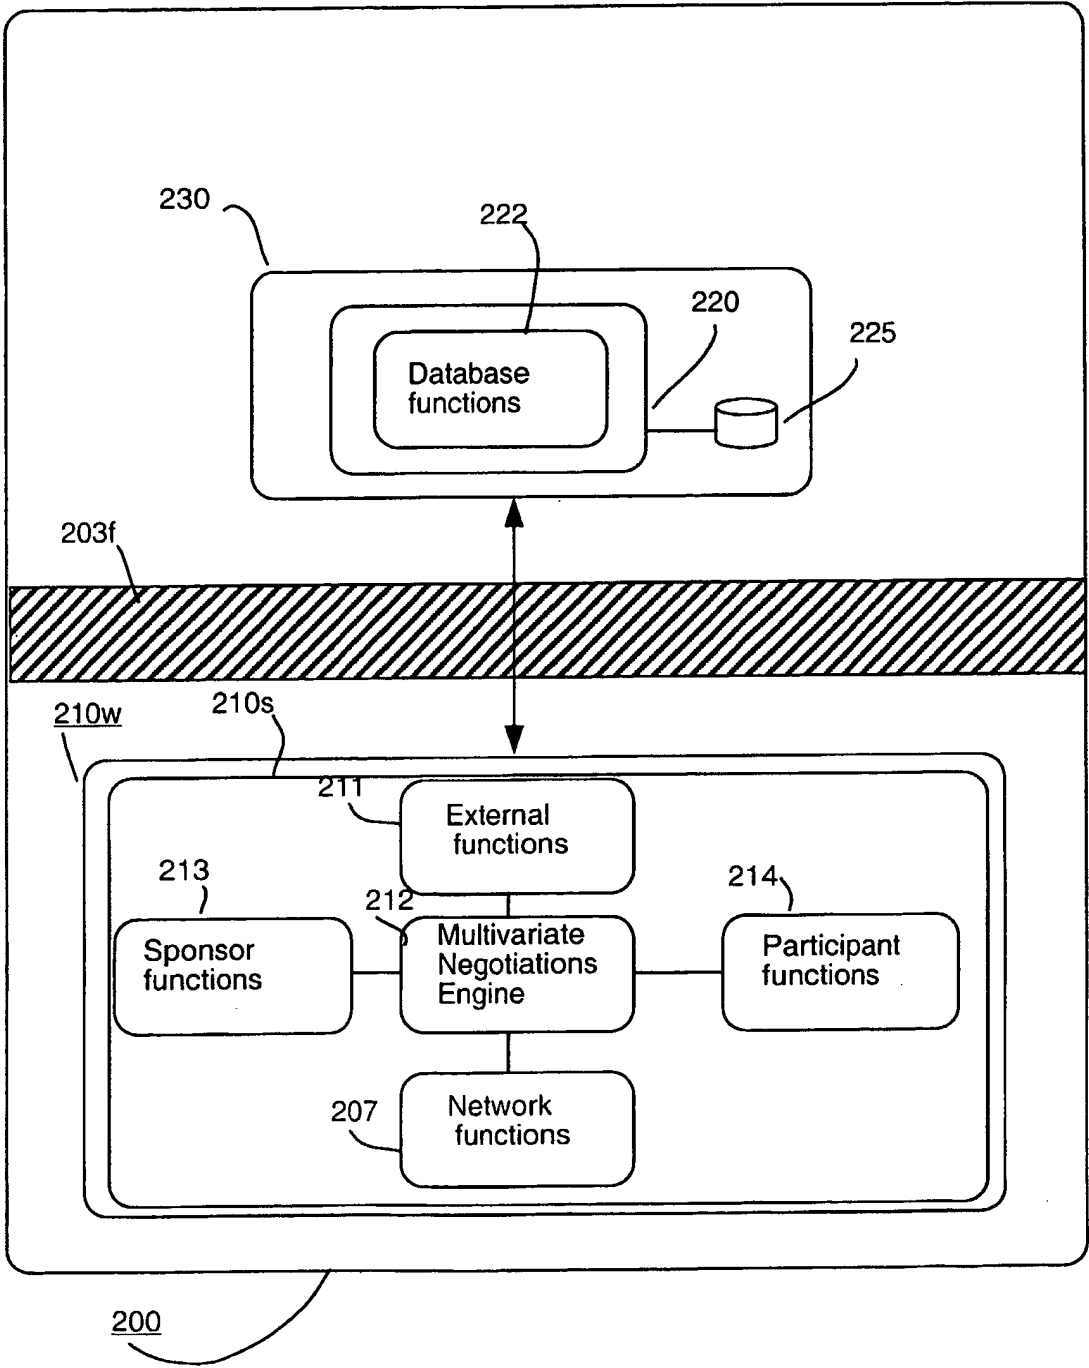 230
222
220
225
Database
functions
203f
210w
210s
211
External
functions
213
212
214
Sponsor
functions
Multivariate
Negotiations
Engine
Participant
functions
207
Network
functions
200